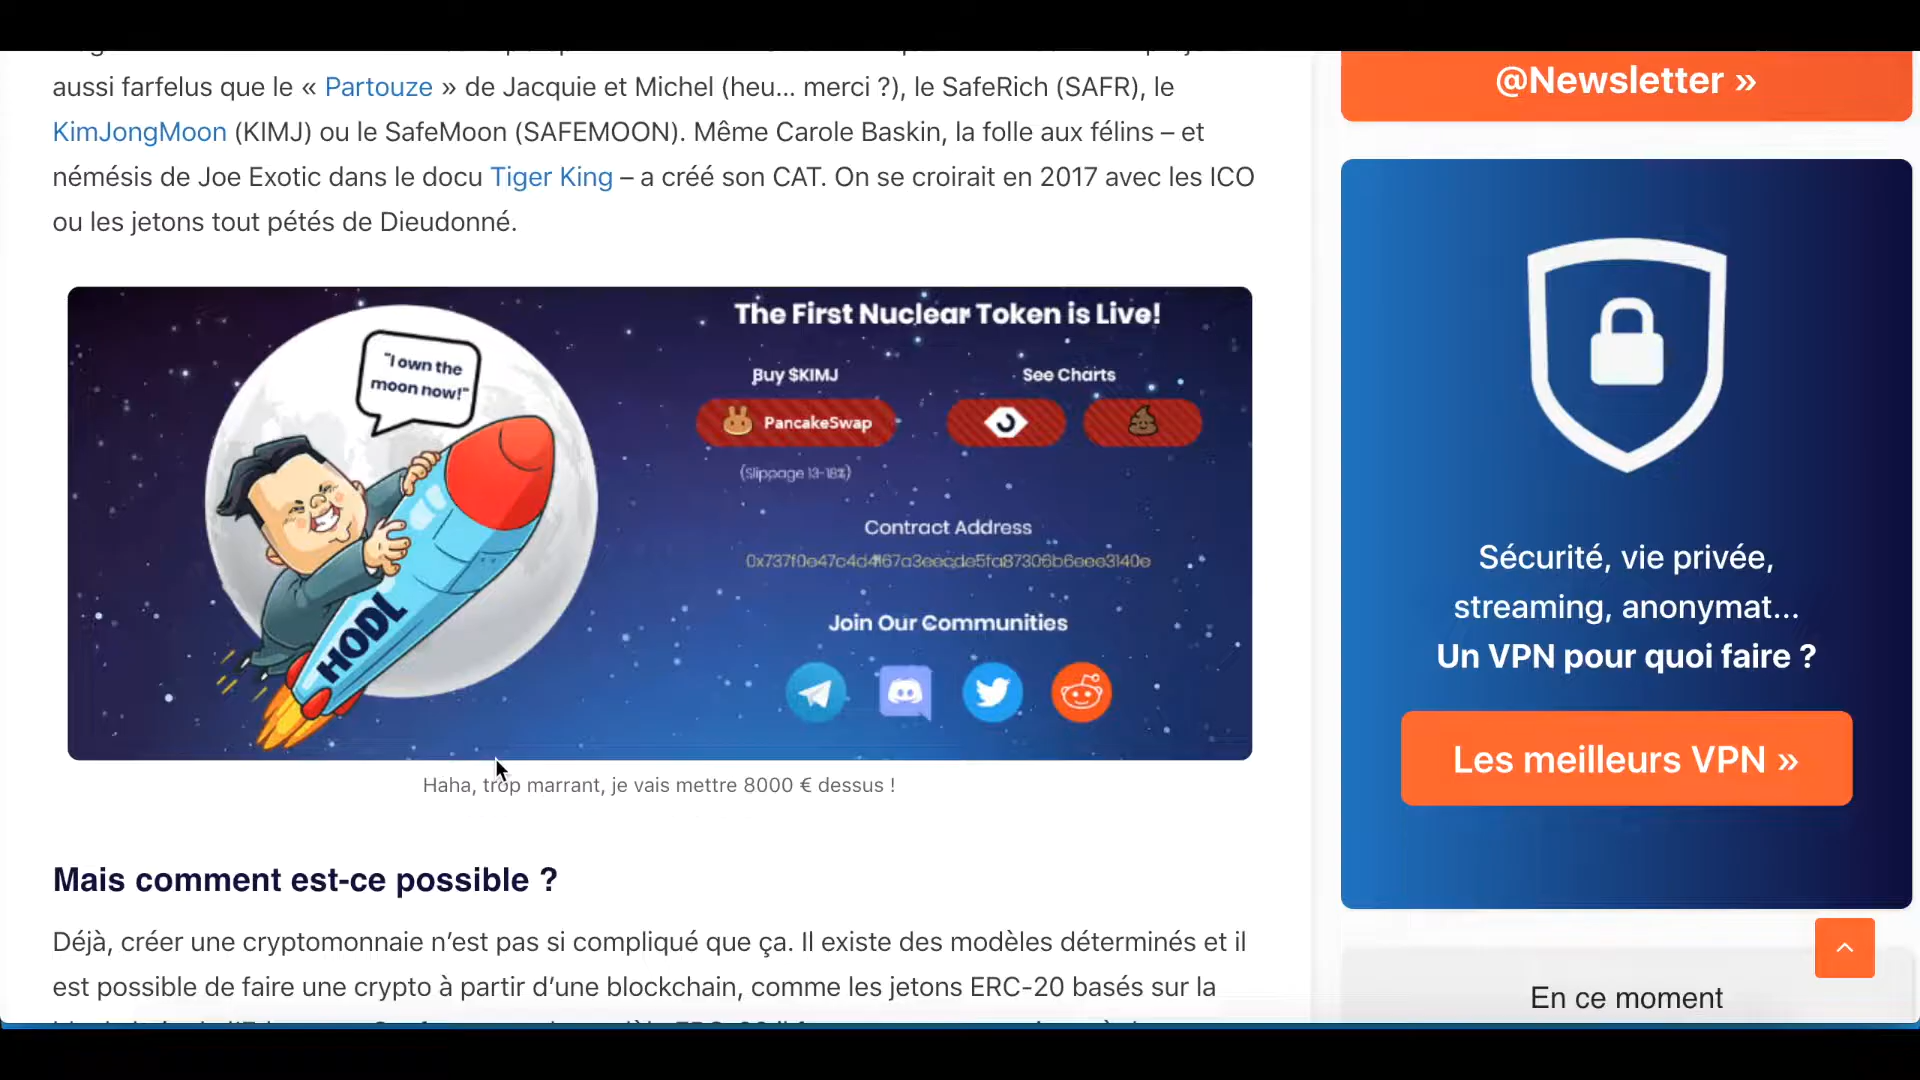 aussi farfelus que le « Partouze » de Jacquie et Michel (heu... merci ?), le SafeRich (SAFR), le
KimJongMoon (KIMJ) ou le SafeMoon (SAFEMOON). Même Carole Baskin, la folle aux félins – et
némésis de Joe Exotic dans le docu Tiger King – a créé son CAT. On se croirait en 2017 avec les ICO
ou les jetons tout pétés de Dieudonné.
"I own the
moon now!"
HODL
The First Nuclear Token is Live!
Buy $KIMJ
See Charts
PancakeSwap
(Slippage 13-18%)
Contract Address
Join Our Communities
Haha, trop marrant, je vais mettre 8000 € dessus !
Mais comment est-ce possible ?
Déjà, créer une cryptomonnaie n'est pas si compliqué que ça. Il existe des modèles déterminés et il
est possible de faire une crypto à partir d'une blockchain, comme les jetons ERC-20 basés sur la
@Newsletter »
Sécurité, vie privée,
streaming, anonymat...
Un VPN pour quoi faire ?
Les meilleurs VPN »
En ce moment